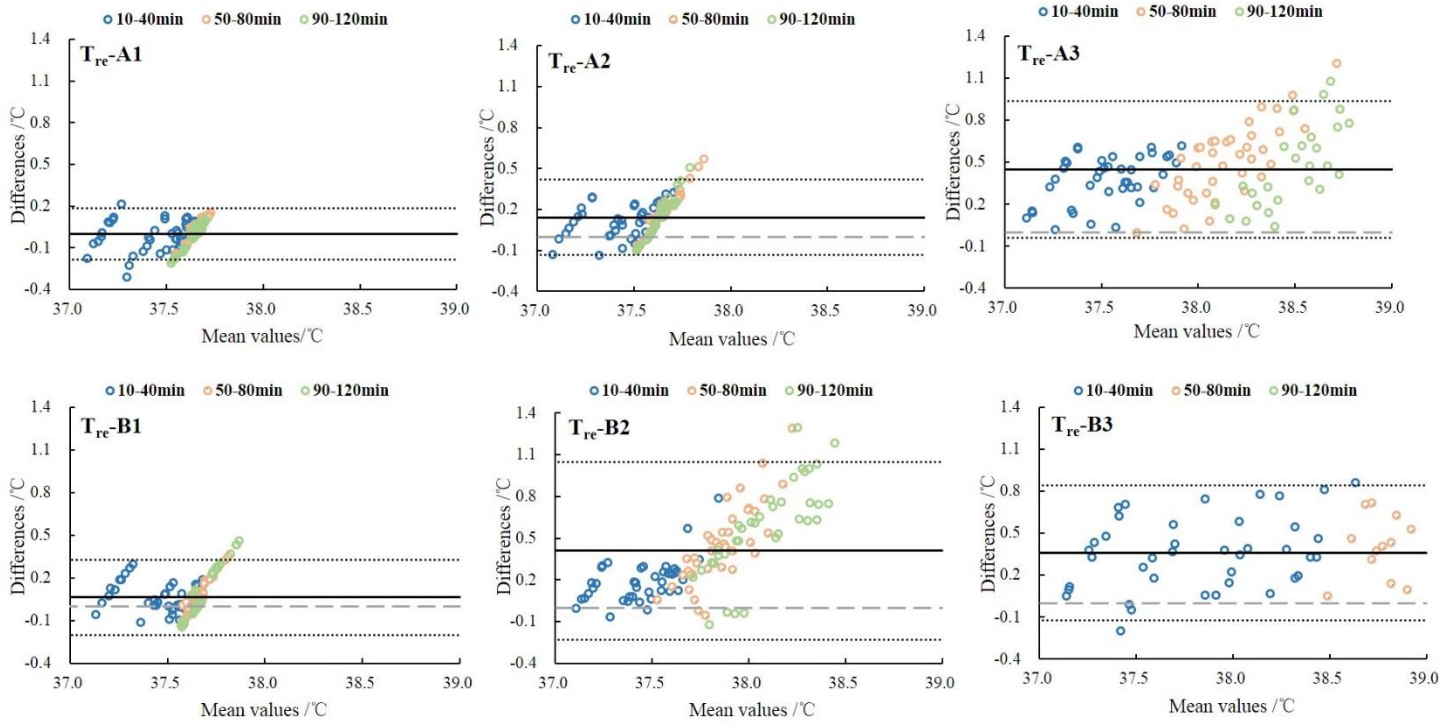 10-40min 50-80min 90-120min
T_re-A1
1.4
1.1
0.8
0.5
0.2
-0.1
-0.4
Differences /℃
37.0 37.5 38.0 38.5 39.0
Mean values/℃
10-40min 50-80min 90-120min
T_re-A2
1.4
1.1
0.8
0.5
0.2
-0.1
-0.4
Differences /℃
37.0 37.5 38.0 38.5 39.0
Mean values /℃
10-40min 50-80min 90-120min
T_re-A3
1.4
1.1
0.8
0.5
0.2
-0.1
-0.4
Differences /℃
37.0 37.5 38.0 38.5 39.0
Mean values /℃
10-40min 50-80min 90-120min
T_re-B1
1.4
1.1
0.8
0.5
0.2
-0.1
-0.4
Differences /℃
37.0 37.5 38.0 38.5 39.0
Mean values /℃
10-40min 50-80min 90-120min
T_re-B2
1.4
1.1
0.8
0.5
0.2
-0.1
-0.4
Differences /℃
37.0 37.5 38.0 38.5 39.0
Mean values /℃
10-40min 50-80min 90-120min
T_re-B3
1.4
1.1
0.8
0.5
0.2
-0.1
-0.4
Differences /℃
37.0 37.5 38.0 38.5 39.0
Mean values /℃